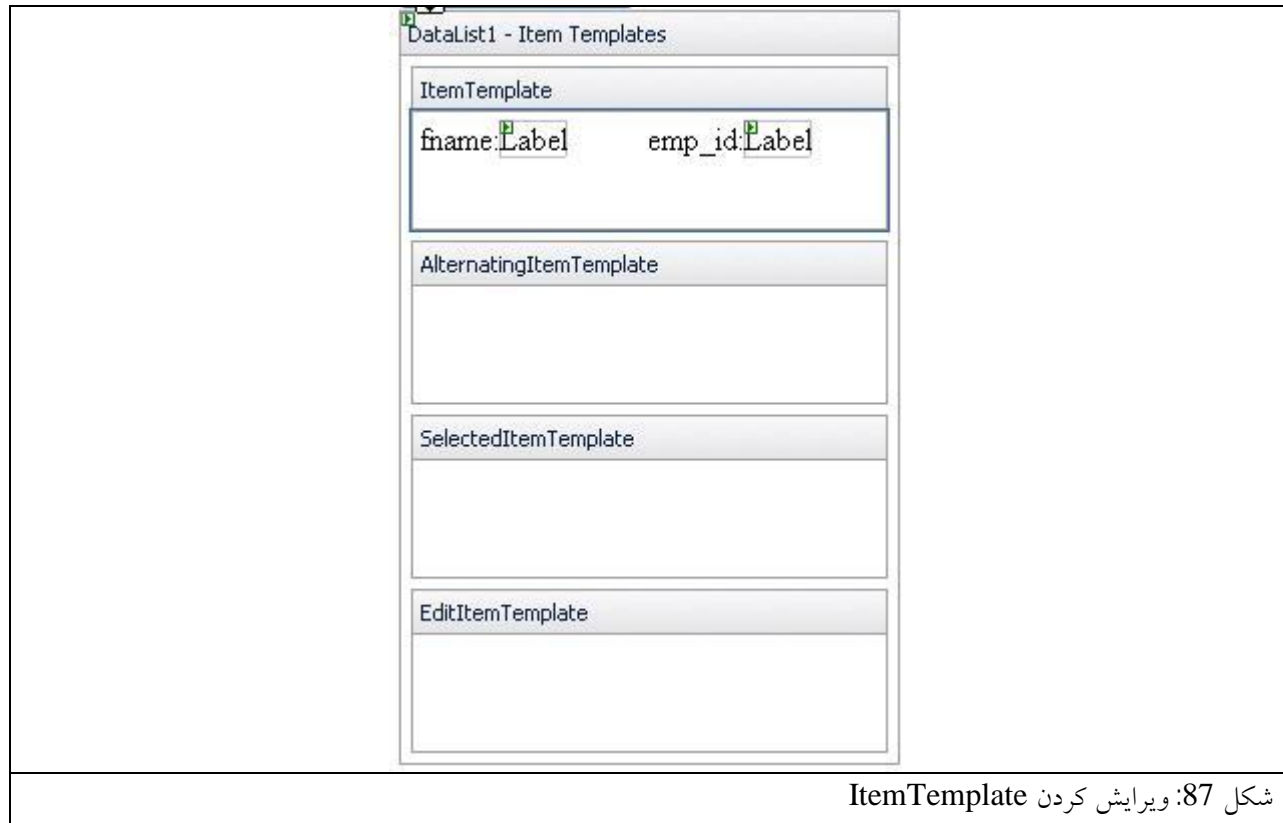 DataList1 - Item Templates
ItemTemplate
fname:Label emp_id:Label
AlternatingItemTemplate
SelectedItemTemplate
EditItemTemplate
شکل 87: ویرایش کردن ItemTemplate